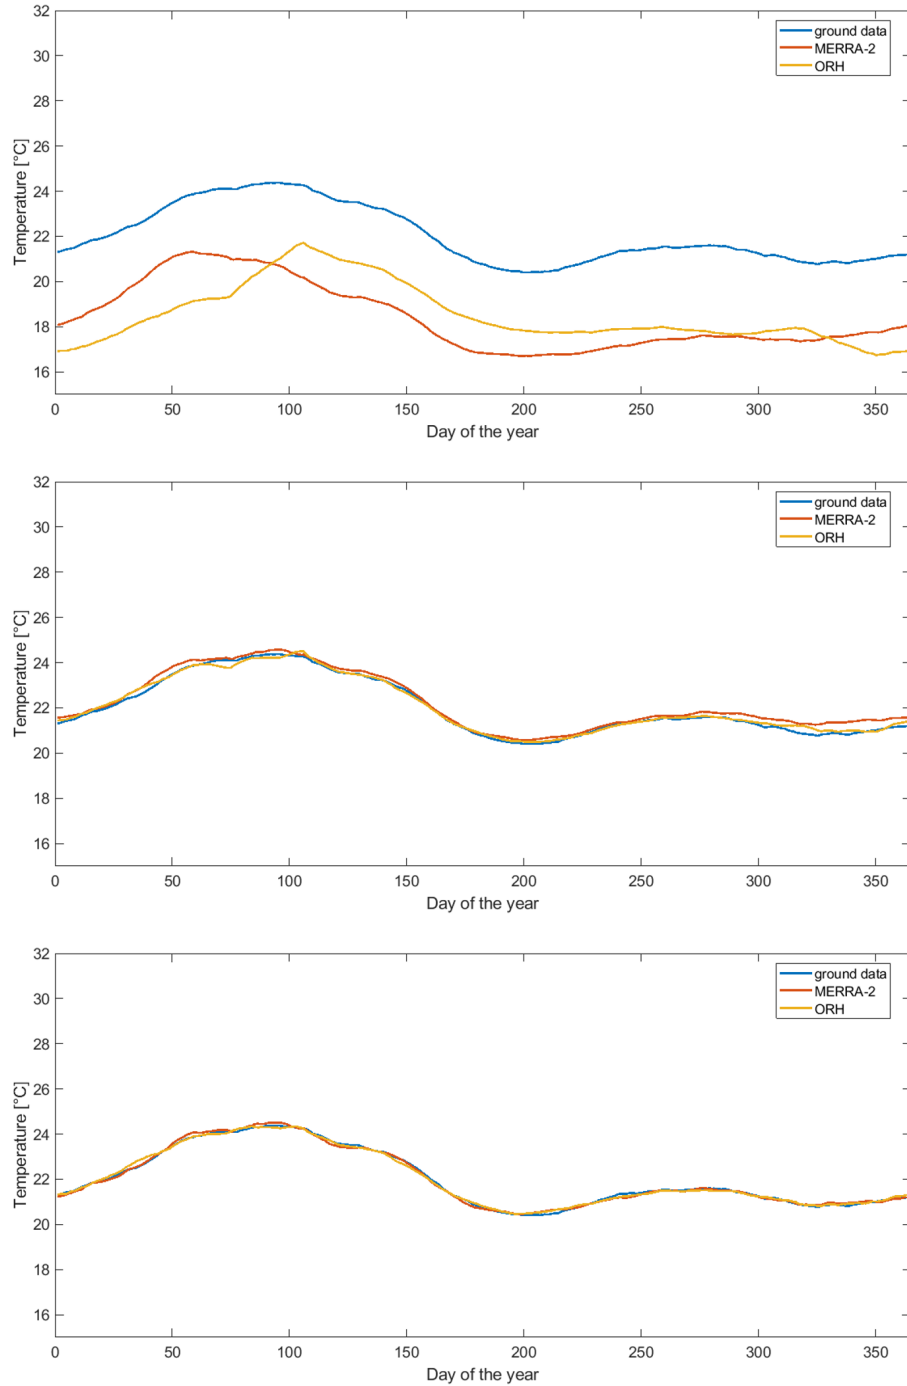 32
30
28
26
24
22
20
18
16
Temperature [°C]
ground data
MERRA-2
ORH
0 50 100 150 200 250 300 350
Day of the year
32
30
28
26
24
22
20
18
16
Temperature [°C]
ground data
MERRA-2
ORH
0 50 100 150 200 250 300 350
Day of the year
32
30
28
26
24
22
20
18
16
Temperature [°C]
ground data
MERRA-2
ORH
0 50 100 150 200 250 300 350
Day of the year